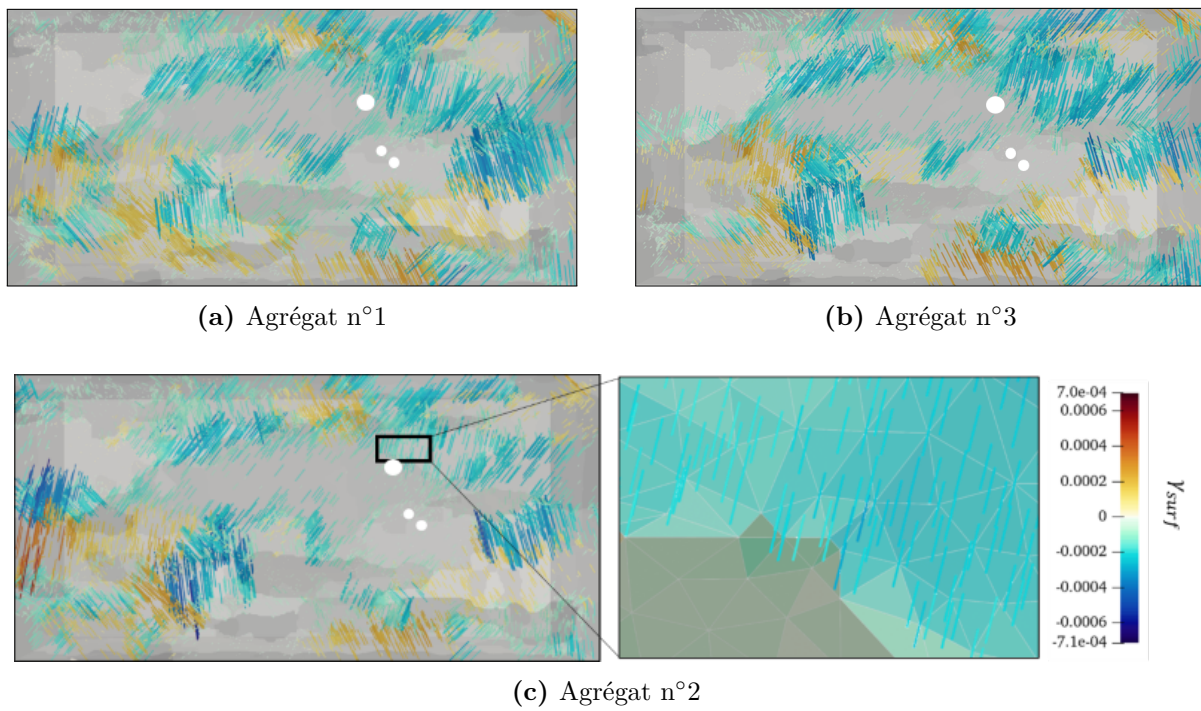 (a) Agrégat n°1
(b) Agrégat n°3
7.0e-04
0.0006
0.0004
0.0002
0
-0.0002
-0.0004
-0.0006
-7.1e-04
γsurf
(c) Agrégat n°2